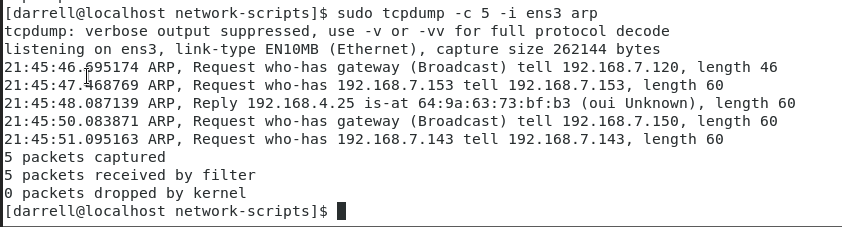 [darrell@localhost network-scripts]$ sudo tcpdump -c 5 -i ens3 arp
tcpdump: verbose output suppressed, use -v or -vv for full protocol decode
listening on ens3, link-type EN10MB (Ethernet), capture size 262144 bytes
21:45:46.695174 ARP, Request who-has gateway (Broadcast) tell 192.168.7.120, length 46
21:45:47.468769 ARP, Request who-has 192.168.7.153 tell 192.168.7.153, length 60
21:45:48.087139 ARP, Reply 192.168.4.25 is-at 64:9a:63:73:bf:b3 (oui Unknown), length 60
21:45:50.083871 ARP, Request who-has gateway (Broadcast) tell 192.168.7.150, length 60
21:45:51.095163 ARP, Request who-has 192.168.7.143 tell 192.168.7.143, length 60
5 packets captured
5 packets received by filter
0 packets dropped by kernel
[darrell@localhost network-scripts]$